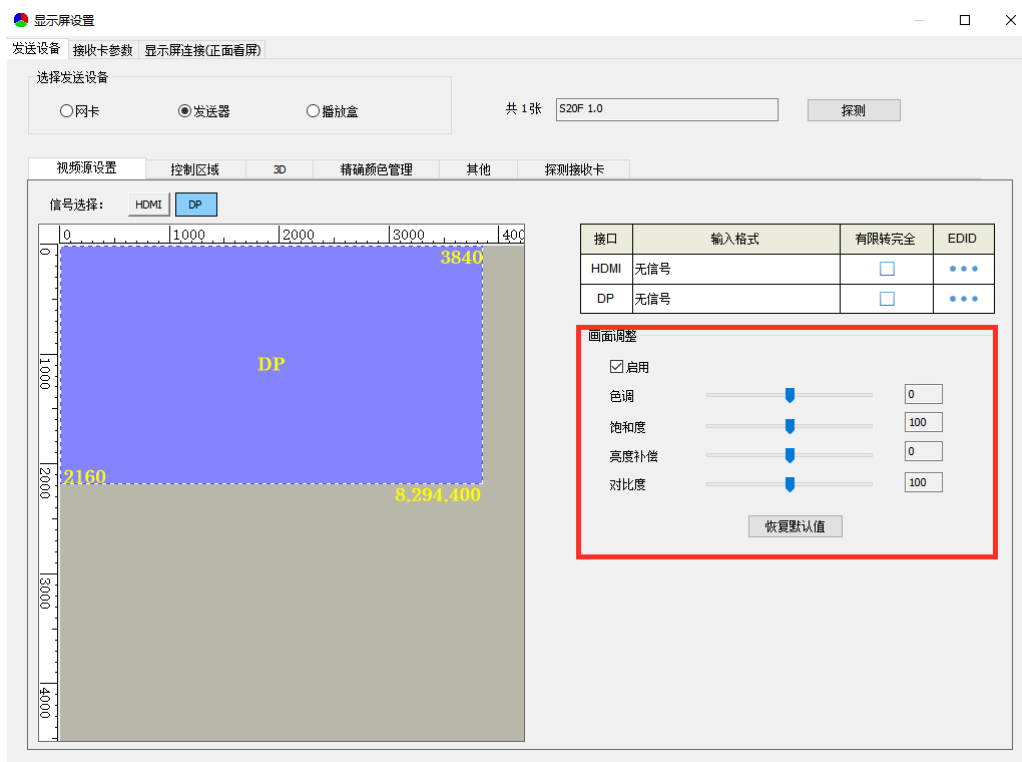 显示屏设置
发送设备 接收卡参数 显示屏连接(正面看屏)
选择发送设备
网卡 发送器 播放盒 共 1张 S20F 1.0 探测
视频源设置 控制区域 3D 精确颜色管理 其他 探测接收卡
信号选择： HDMI DP
0 1000 2000 3000 400
0
1000
2000
3000
4000
3840
DP
2160
8,294,400
接口 输入格式 有限转完全 EDID
HDMI 无信号
DP 无信号
画面调整
启用
色调 0
饱和度 100
亮度补偿 0
对比度 100
恢复默认值